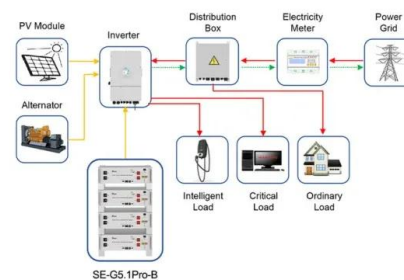 PV Module
Inverter
Distribution
Box
Electricity
Meter
Power
Grid
Alternator
Intelligent
Load
Critical
Load
Ordinary
Load
SE-G5.1Pro-B